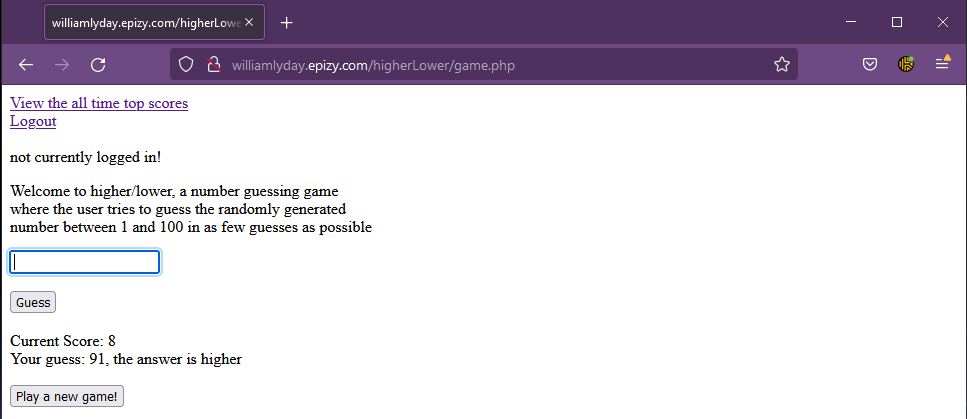 williamlyday.epizy.com/higherLowe
williamlyday.epizy.com/higherLower/game.php
View the all time top scores
Logout
not currently logged in!
Welcome to higher/lower, a number guessing game
where the user tries to guess the randomly generated
number between 1 and 100 in as few guesses as possible
Guess
Current Score: 8
Your guess: 91, the answer is higher
Play a new game!